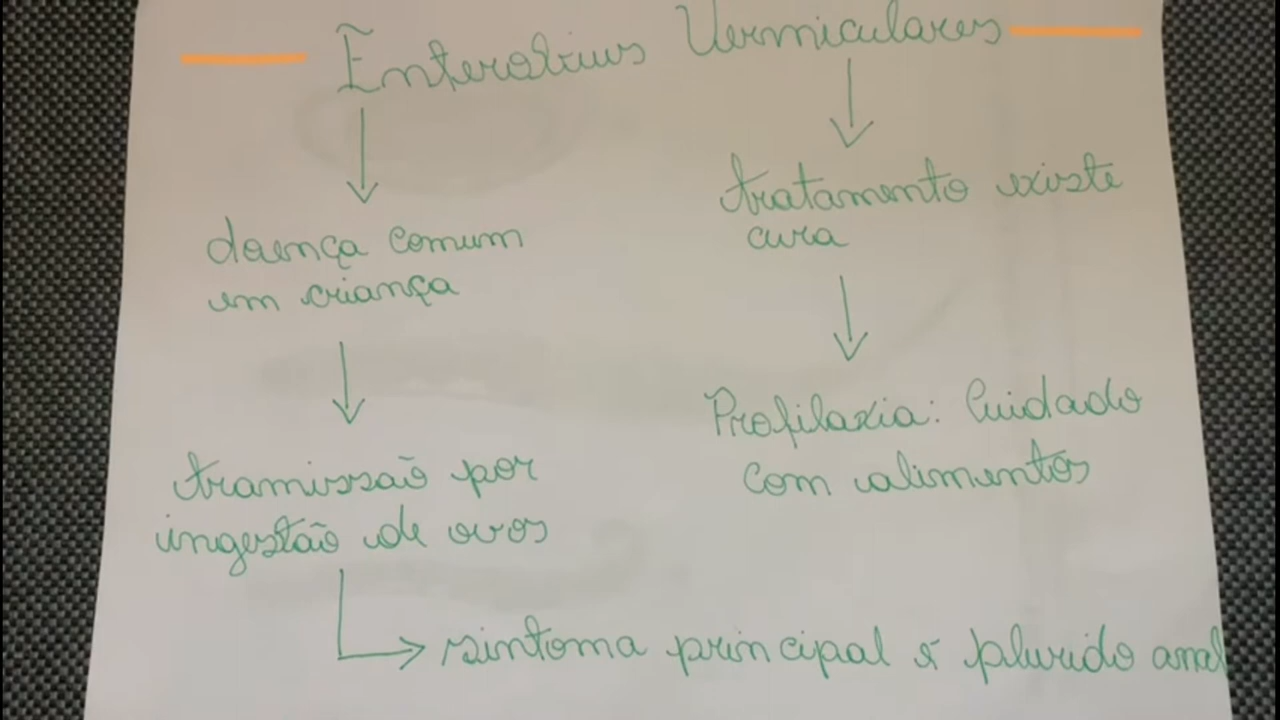 Enterobius Vermiculares
doença comum
em criança
tramissão por
ingestão de ovos
sintoma principal é plurido anal
tratamento existe
cura
Profilaxia: Cuidado
com alimentos